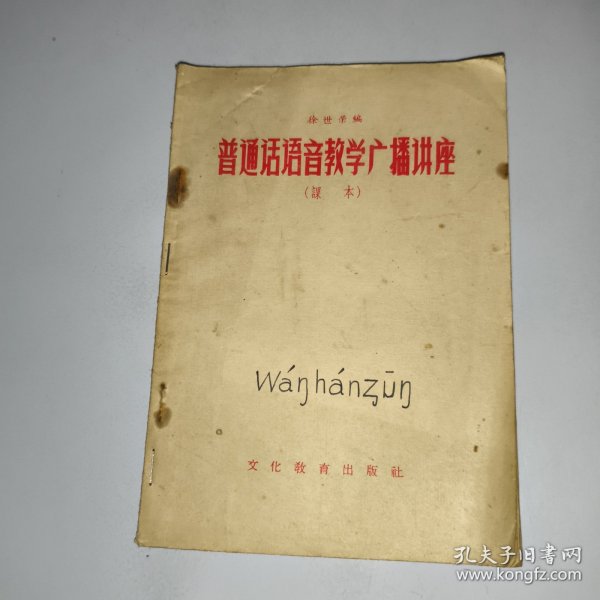 徐世荣编
普通话语音教学广播讲座
(課 本)
Wáŋhánȥūŋ
文化教育出版社
孔夫子旧书网
www.kongfz.com